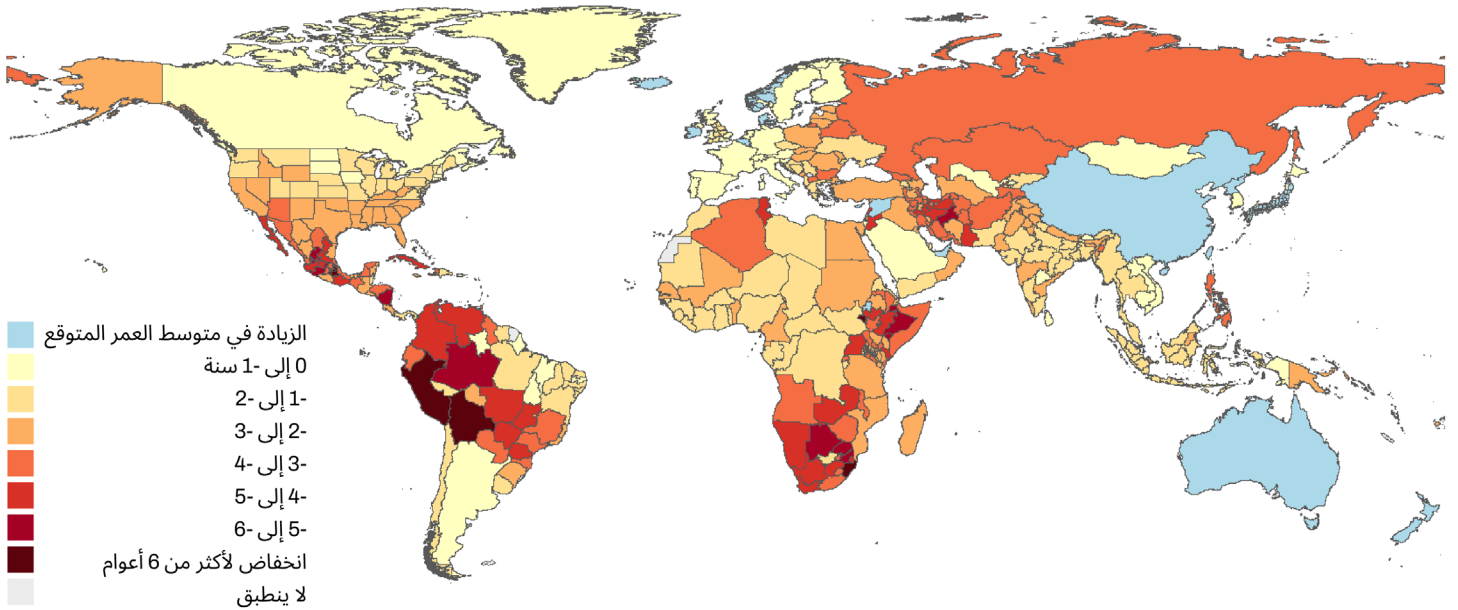 الزيادة في متوسط العمر المتوقع
0 إلى -1 سنة
-1 إلى -2
-2 إلى -3
-3 إلى -4
-4 إلى -5
-5 إلى -6
انخفاض لأكثر من 6 أعوام
لا ينطبق